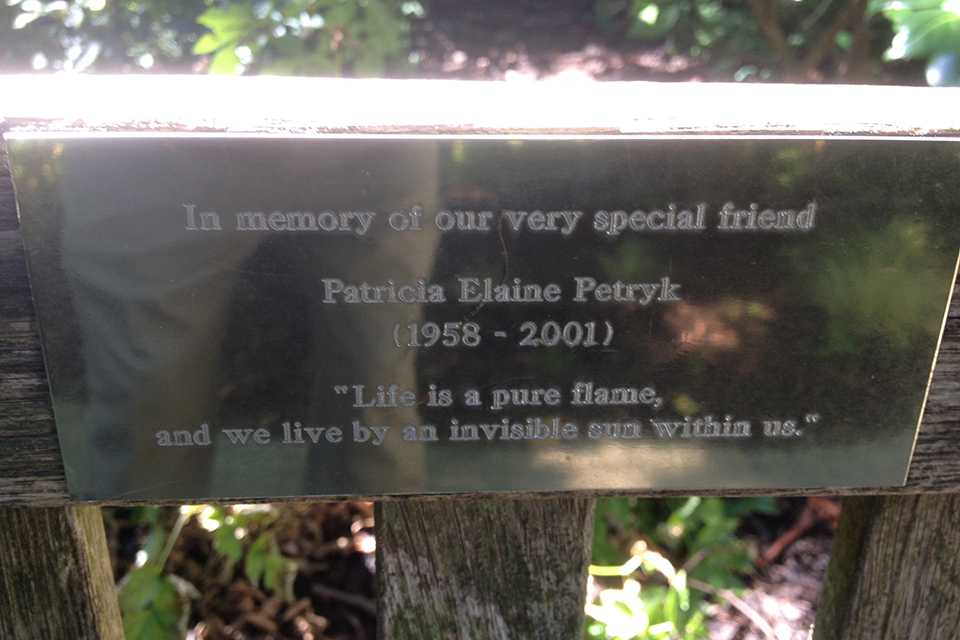 In memory of our very special friend
Patricia Elaine Petryk
(1958 - 2001)
"Life is a pure flame,
and we live by an invisible sun within us."